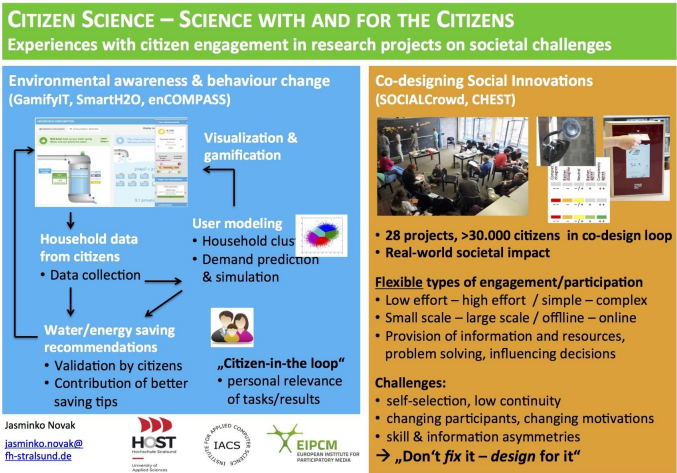 CITIZEN SCIENCE – SCIENCE WITH AND FOR THE CITIZENS
Experiences with citizen engagement in research projects on societal challenges
Environmental awareness & behaviour change
(GamifyIT, SmartH2O, enCOMPASS)
Visualization &
gamification
User modeling
• Household clus
• Demand prediction
& simulation
Household data
from citizens
• Data collection
Water/energy saving
recommendations
• Validation by citizens
• Contribution of better
saving tips
„Citizen-in-the loop“
• personal relevance
of tasks/results
Co-designing Social Innovations
(SOCIALCrowd, CHEST)
• 28 projects, >30.000 citizens in co-design loop
• Real-world societal impact
Flexible types of engagement/participation
• Low effort – high effort / simple – complex
• Small scale – large scale / offlline – online
• Provision of information and resources,
problem solving, influencing decisions
Challenges:
• self-selection, low continuity
• changing participants, changing motivations
• skill & information asymmetries
→ „Don‘t fix it – design for it“
Jasminko Novak
jasminko.novak@
fh-stralsund.de
HOST
Hochschule Stralsund
University of
Applied Sciences
INSTITUTE FOR APPLIED COMPUTER SCIENCE
IACS
EIPCM
EUROPEAN INSTITUTE FOR
PARTICIPATORY MEDIA